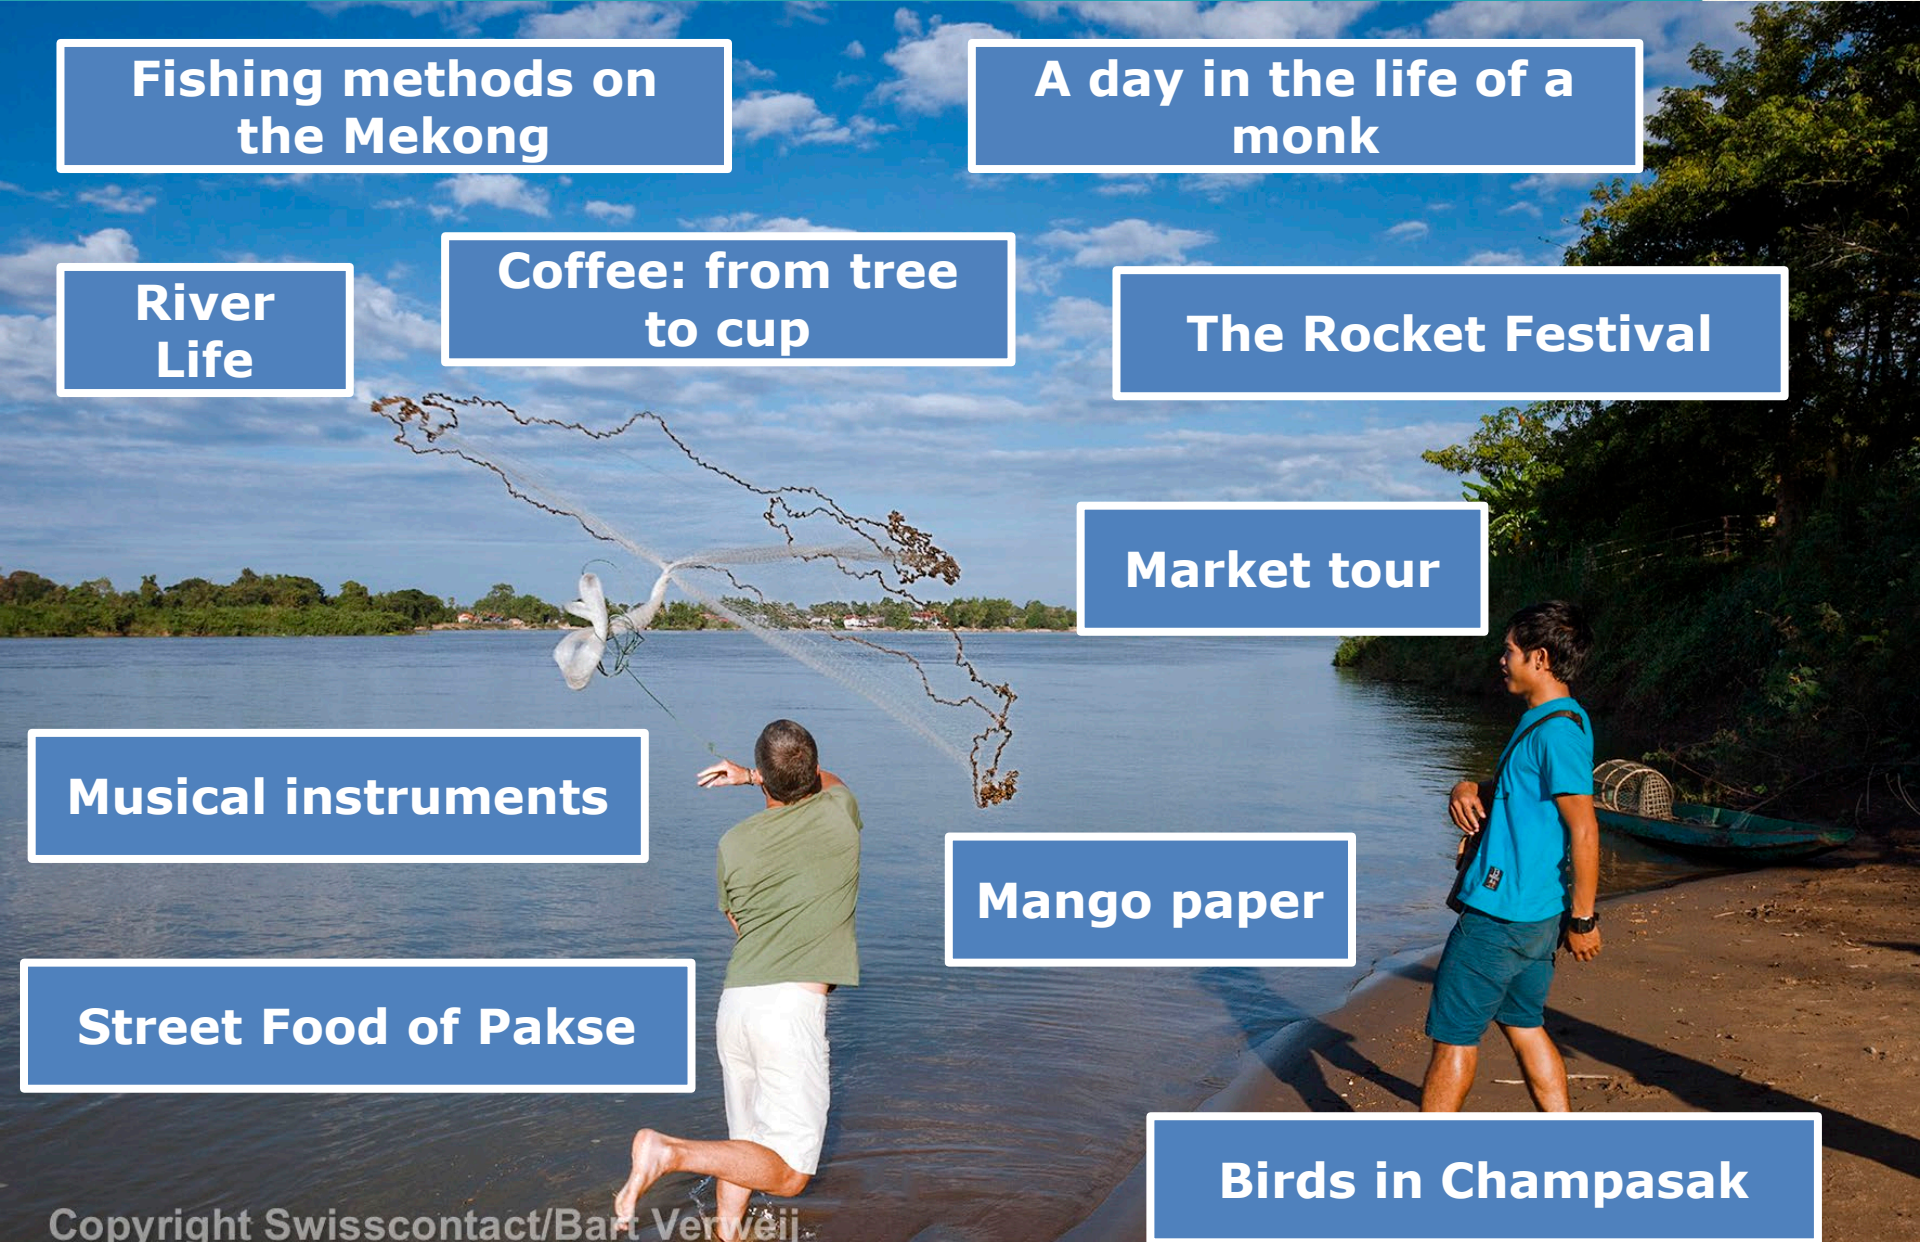 Fishing methods on
the Mekong
A day in the life of a
monk
River
Life
Coffee: from tree
to cup
The Rocket Festival
Market tour
Musical instruments
Mango paper
Street Food of Pakse
Birds in Champasak
Copyright Swisscontact/Bart Verweij